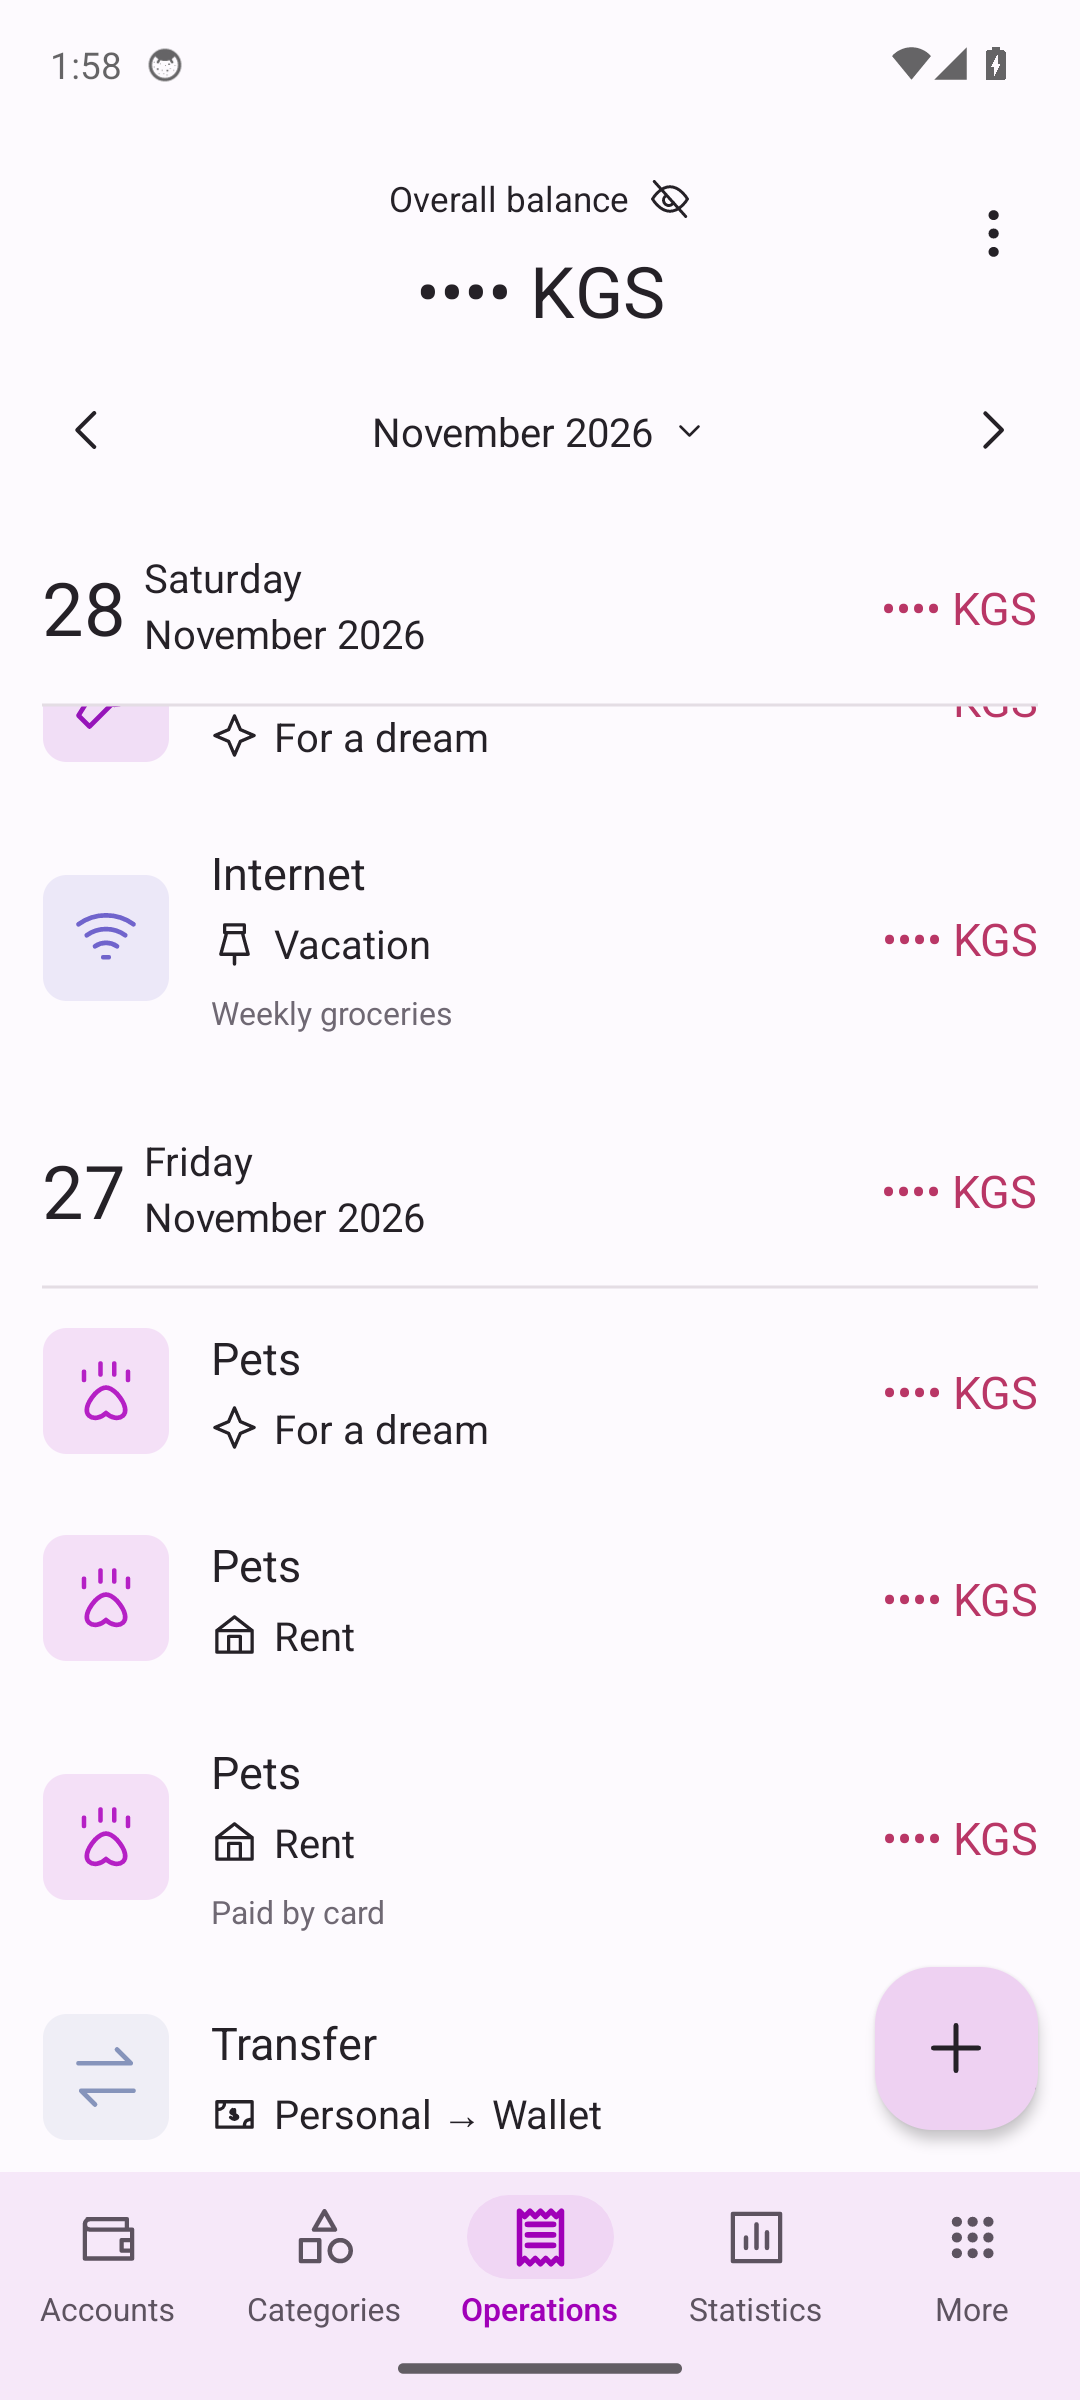 1:58
Overall balance
•••• KGS
November 2026
28
Saturday
November 2026
•••• KGS
For a dream
Internet
Vacation
•••• KGS
Weekly groceries
27
Friday
November 2026
•••• KGS
Pets
For a dream
•••• KGS
Pets
Rent
•••• KGS
Pets
Rent
•••• KGS
Paid by card
Transfer
Personal → Wallet
Accounts
Categories
Operations
Statistics
More